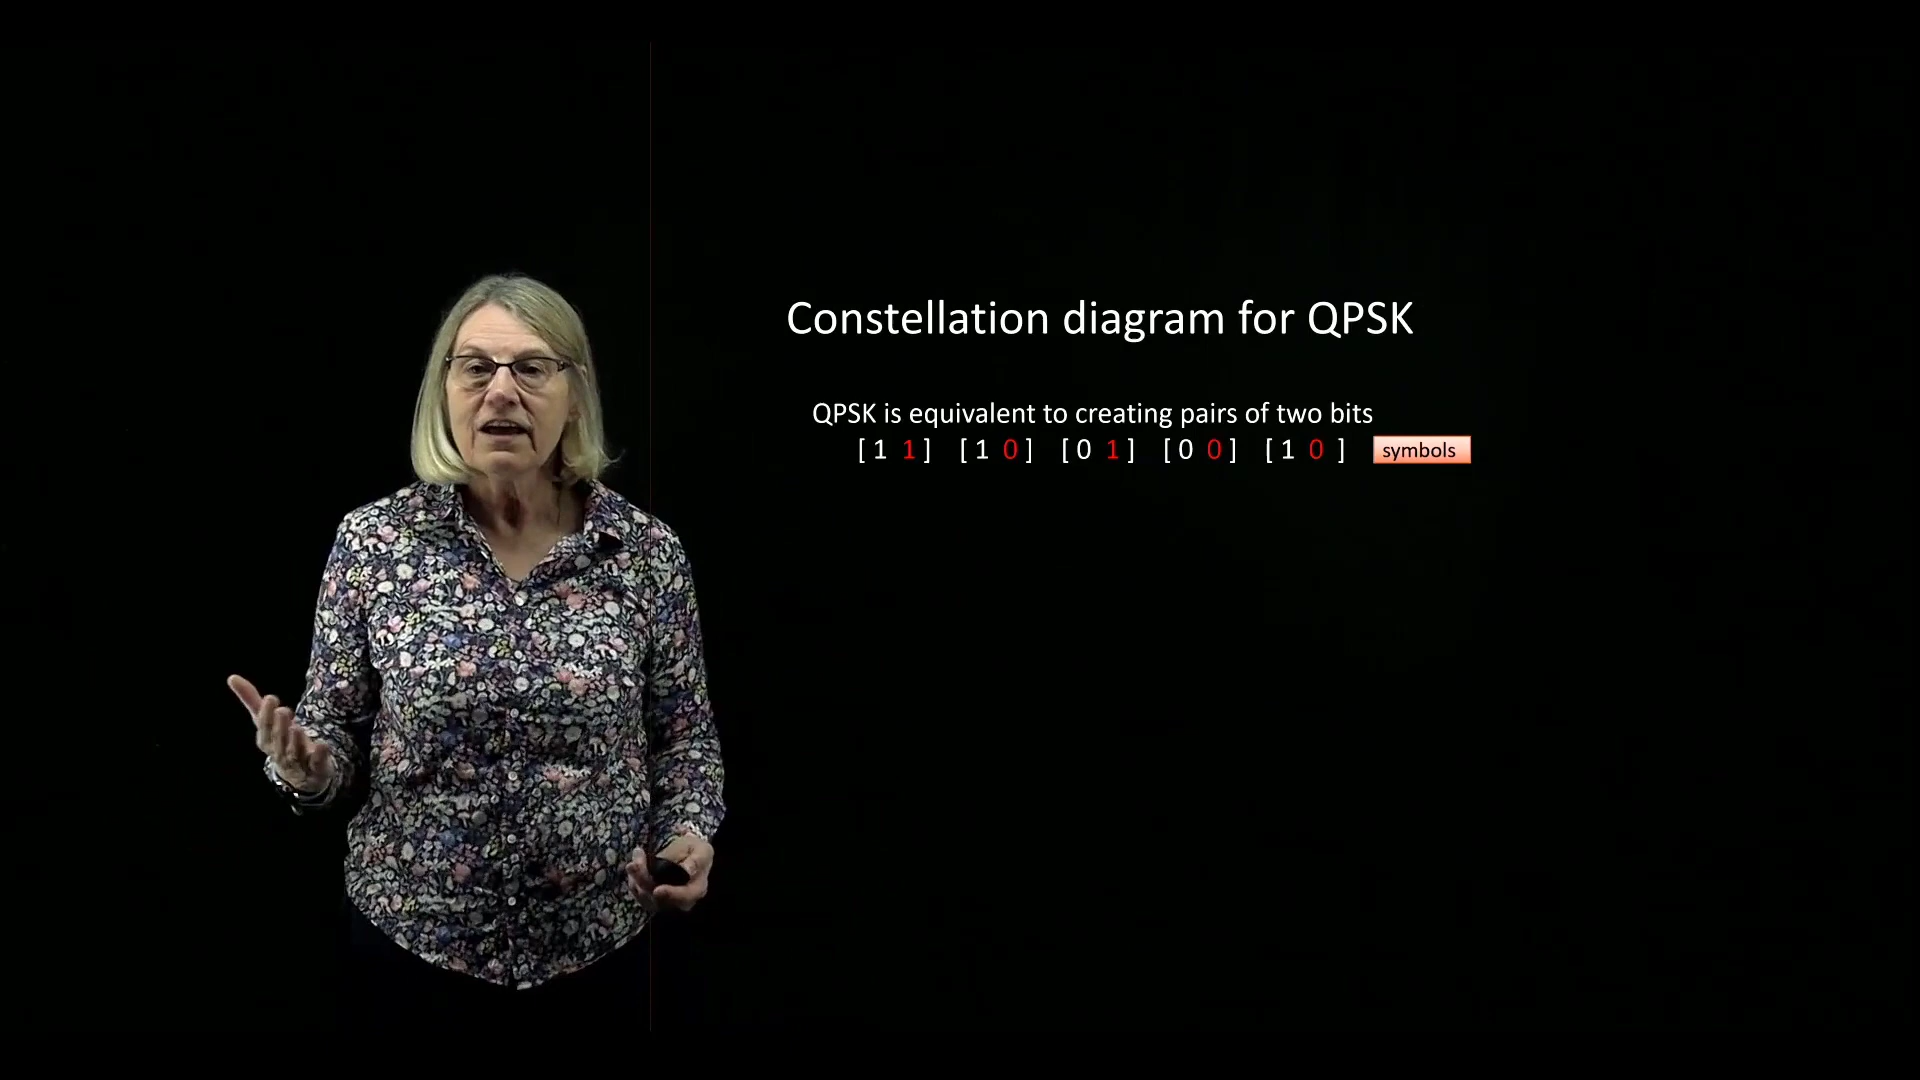 Constellation diagram for QPSK
QPSK is equivalent to creating pairs of two bits
[ 1 1 ] [ 1 0 ] [ 0 1 ] [ 0 0 ] [ 1 0 ] symbols